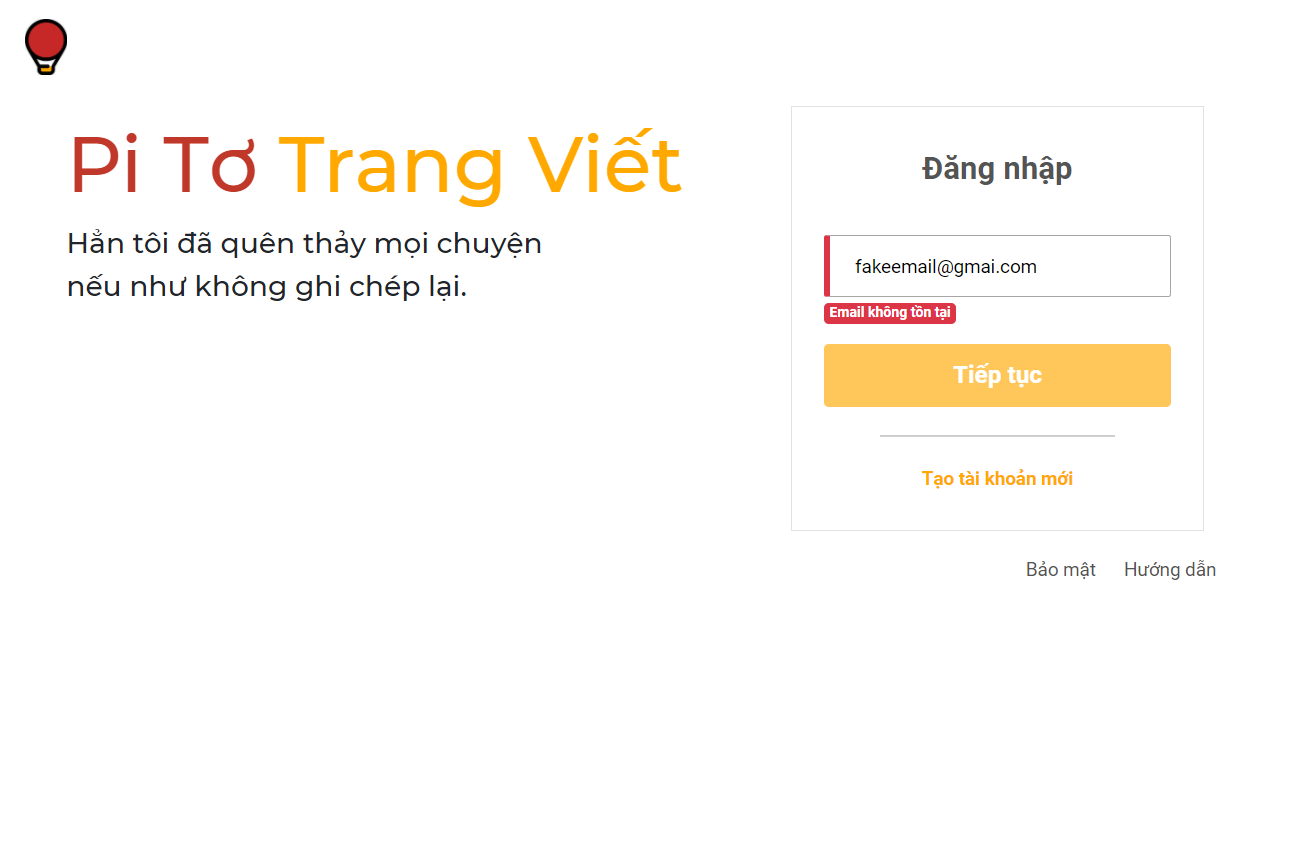 Pi Tơ Trang Viết
Hẳn tôi đã quên thảy mọi chuyện
nếu như không ghi chép lại.
Đăng nhập
fakeemail@gmai.com
Email không tồn tại
Tiếp tục
Tạo tài khoản mới
Bảo mật Hướng dẫn